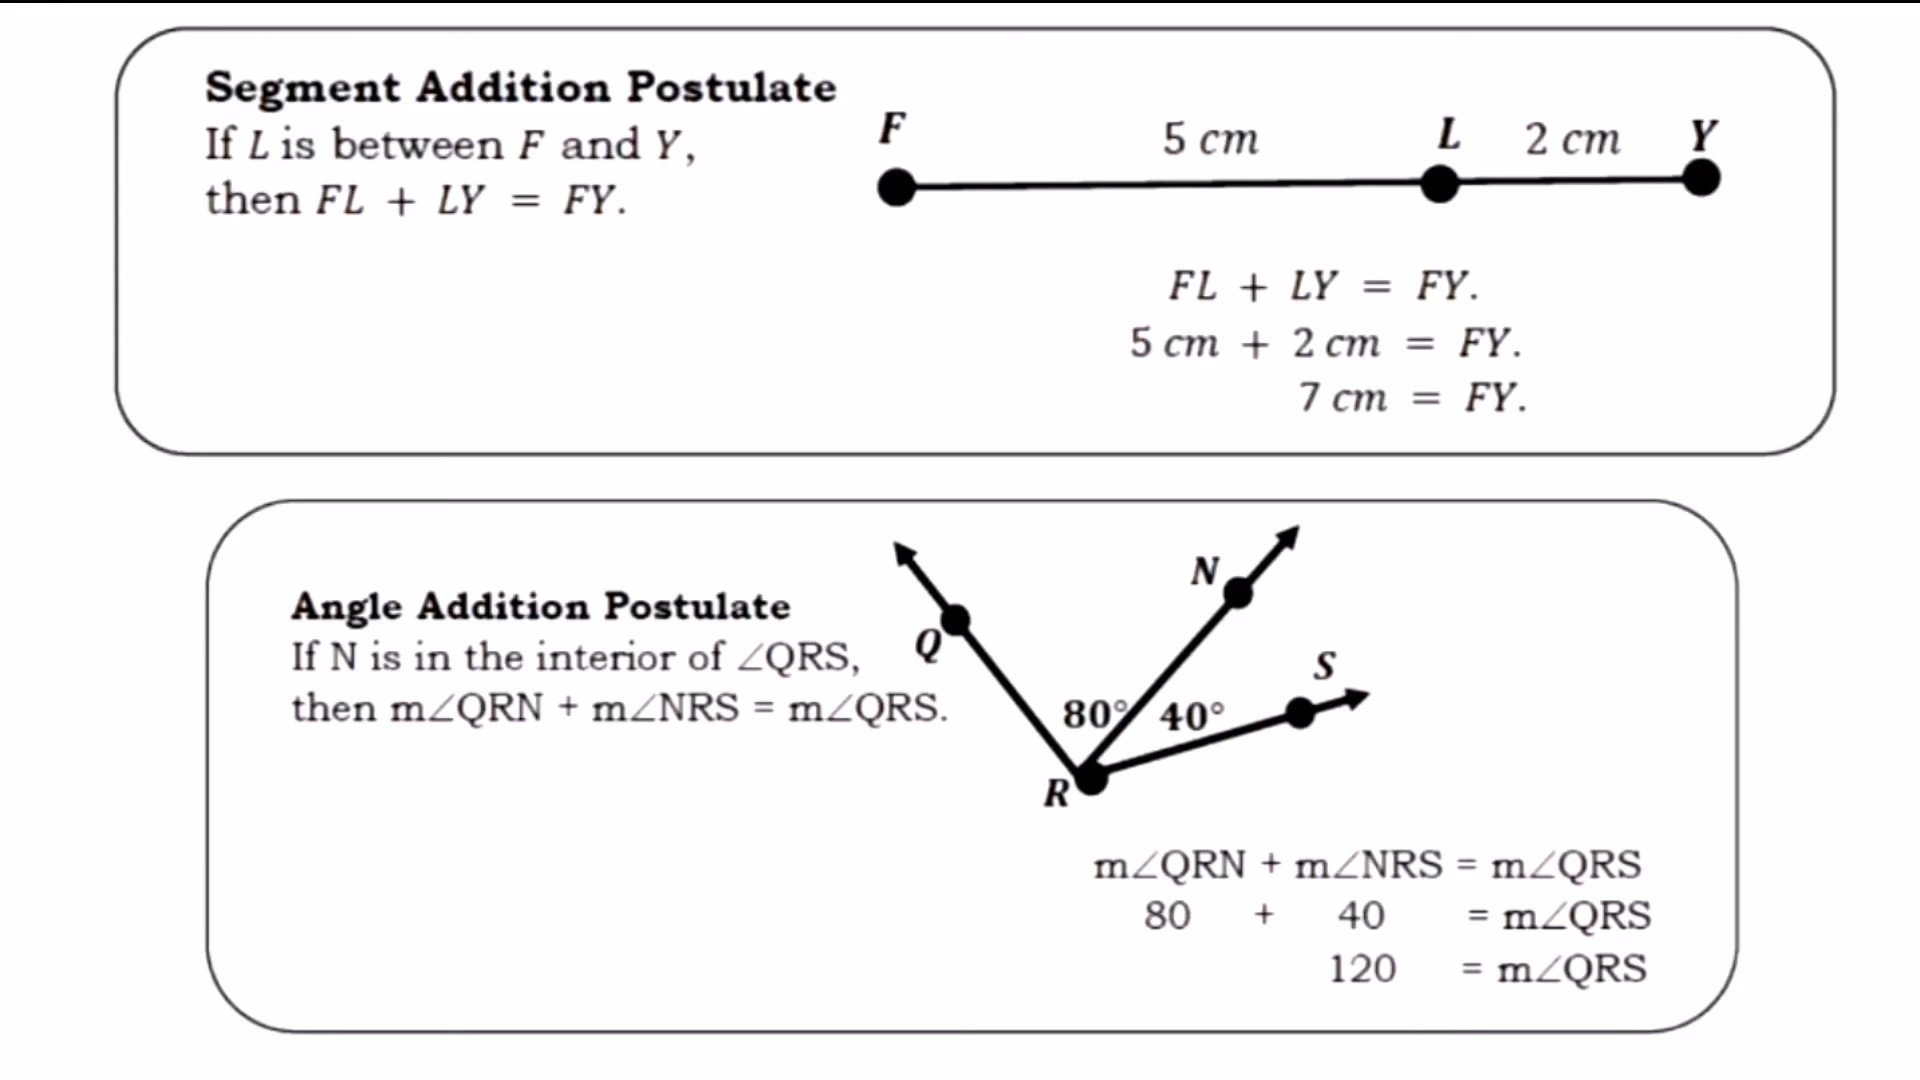 Segment Addition Postulate
If L is between F and Y,
then FL + LY = FY.
F 5 cm L 2 cm Y
FL + LY = FY.
5 cm + 2 cm = FY.
7 cm = FY.
Angle Addition Postulate
If N is in the interior of ∠QRS,
then m∠QRN + m∠NRS = m∠QRS.
N
Q
S
80° 40°
R
m∠QRN + m∠NRS = m∠QRS
80 + 40 = m∠QRS
120 = m∠QRS